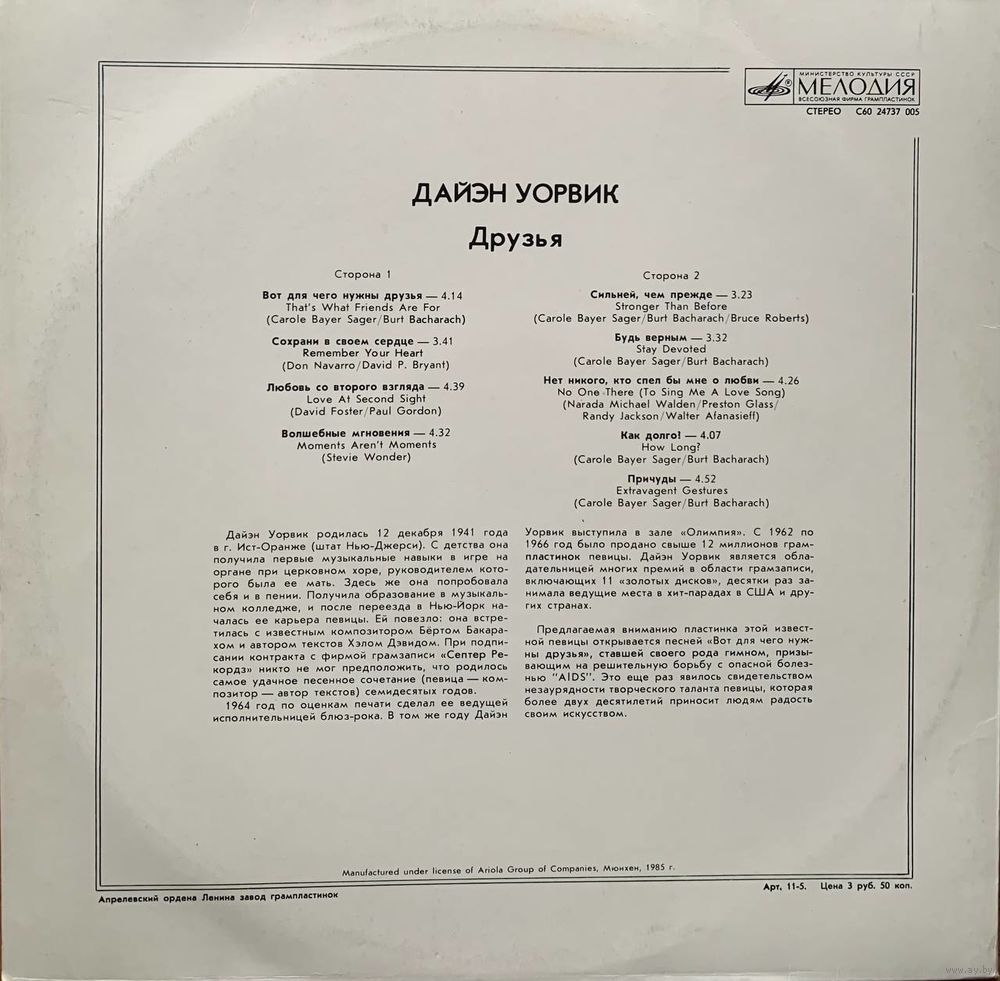 МИНИСТЕРСТВО КУЛЬТУРЫ СССР
МЕЛОДИЯ
ВСЕСОЮЗНАЯ ФИРМА ГРАМПЛАСТИНОК
СТЕРЕО С60 24737 005
ДАЙЭН УОРВИК
Друзья
Сторона 1
Вот для чего нужны друзья — 4.14
That's What Friends Are For
(Carole Bayer Sager/Burt Bacharach)
Сохрани в своем сердце — 3.41
Remember Your Heart
(Don Navarro/David P. Bryant)
Любовь со второго взгляда — 4.39
Love At Second Sight
(David Foster/Paul Gordon)
Волшебные мгновения — 4.32
Moments Aren't Moments
(Stevie Wonder)
Сторона 2
Сильней, чем прежде — 3.23
Stronger Than Before
(Carole Bayer Sager/Burt Bacharach/Bruce Roberts)
Будь верным — 3.32
Stay Devoted
(Carole Bayer Sager/Burt Bacharach)
Нет никого, кто спел бы мне о любви — 4.26
No One There (To Sing Me A Love Song)
(Narada Michael Walden/Preston Glass/
Randy Jackson/Walter Afanasieff)
Как долго! — 4.07
How Long?
(Carole Bayer Sager/Burt Bacharach)
Причуды — 4.52
Extravagent Gestures
(Carole Bayer Sager/Burt Bacharach)
Дайэн Уорвик родилась 12 декабря 1941 года
в г. Ист-Оранже (штат Нью-Джерси). С детства она
получила первые музыкальные навыки в игре на
органе при церковном хоре, руководителем кото-
рого была ее мать. Здесь же она попробовала
себя и в пении. Получила образование в музыкаль-
ном колледже, и после переезда в Нью-Йорк на-
чалась ее карьера певицы. Ей повезло: она встре-
тилась с известным композитором Бёртом Бакара-
хом и автором текстов Хэлом Дэвидом. При подпи-
сании контракта с фирмой грамзаписи «Септер Ре-
кордз» никто не мог предположить, что родилось
самое удачное песенное сочетание (певица — ком-
позитор — автор текстов) семидесятых годов.
1964 год по оценкам печати сделал ее ведущей
исполнительницей блюз-рока. В том же году Дайэн
Уорвик выступила в зале «Олимпия». С 1962 по
1966 год было продано свыше 12 миллионов грам-
пластинок певицы. Дайэн Уорвик является обла-
дательницей многих премий в области грамзаписи,
включающих 11 «золотых дисков», десятки раз за-
нимала ведущие места в хит-парадах в США и дру-
гих странах.
Предлагаемая вниманию пластинка этой извест-
ной певицы открывается песней «Вот для чего нуж-
ны друзья», ставшей своего рода гимном, призы-
вающим на решительную борьбу с опасной болез-
нью "AIDS". Это еще раз явилось свидетельством
незаурядности творческого таланта певицы, которая
более двух десятилетий приносит людям радость
своим искусством.
Manufactured under license of Ariola Group of Companies, Мюнхен, 1985 г.
Апрелевский ордена Ленина завод грампластинок
Арт. 11-5. Цена 3 руб. 50 коп.
www.ay.by